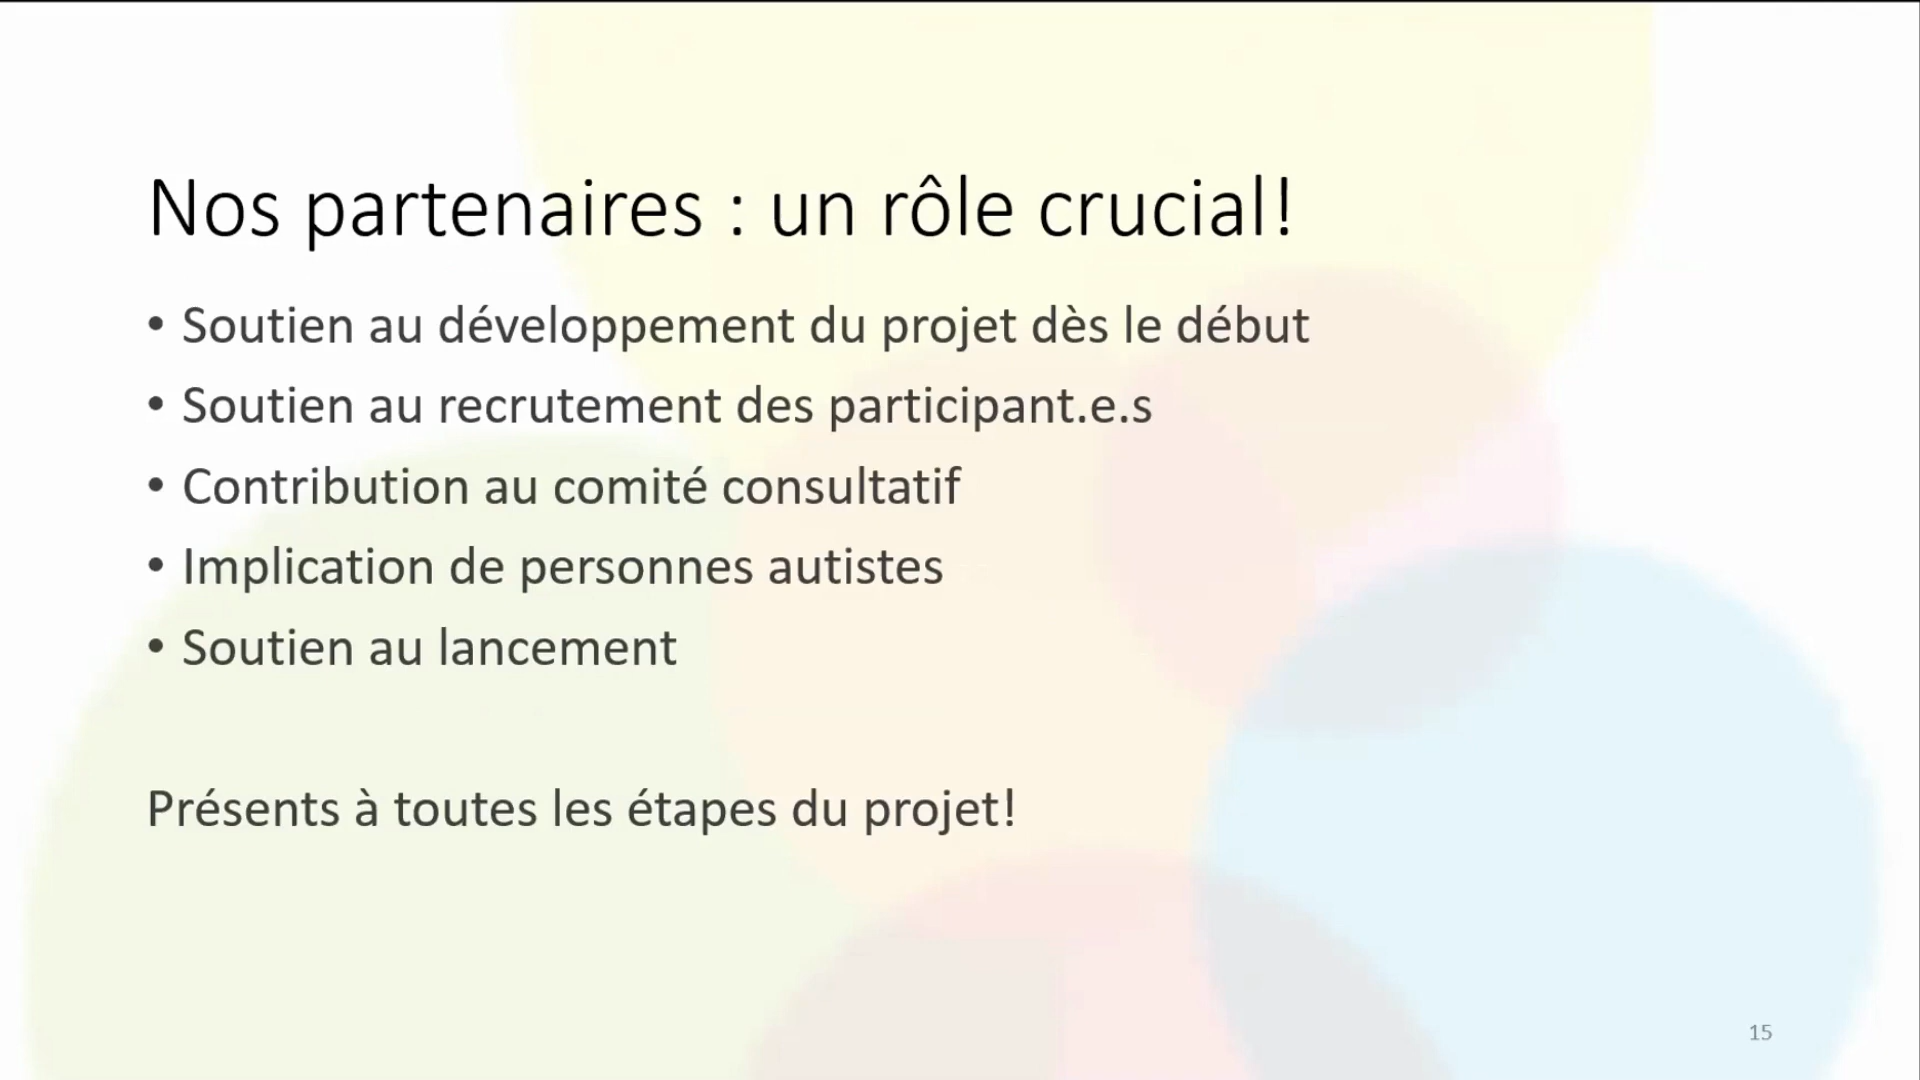 Nos partenaires : un rôle crucial!
• Soutien au développement du projet dès le début
• Soutien au recrutement des participant.e.s
• Contribution au comité consultatif
• Implication de personnes autistes
• Soutien au lancement
Présents à toutes les étapes du projet!
15